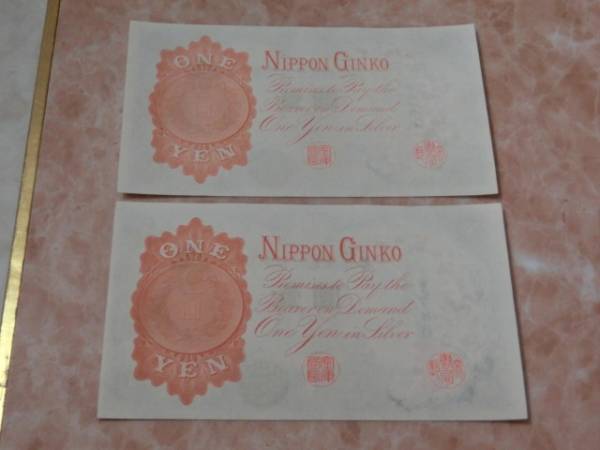 ONE
YEN
NIPPON GINKO
Promises to Pay the
Bearer on Demand
One Yen in Silver
ONE
YEN
NIPPON GINKO
Promises to Pay the
Bearer on Demand
One Yen in Silver